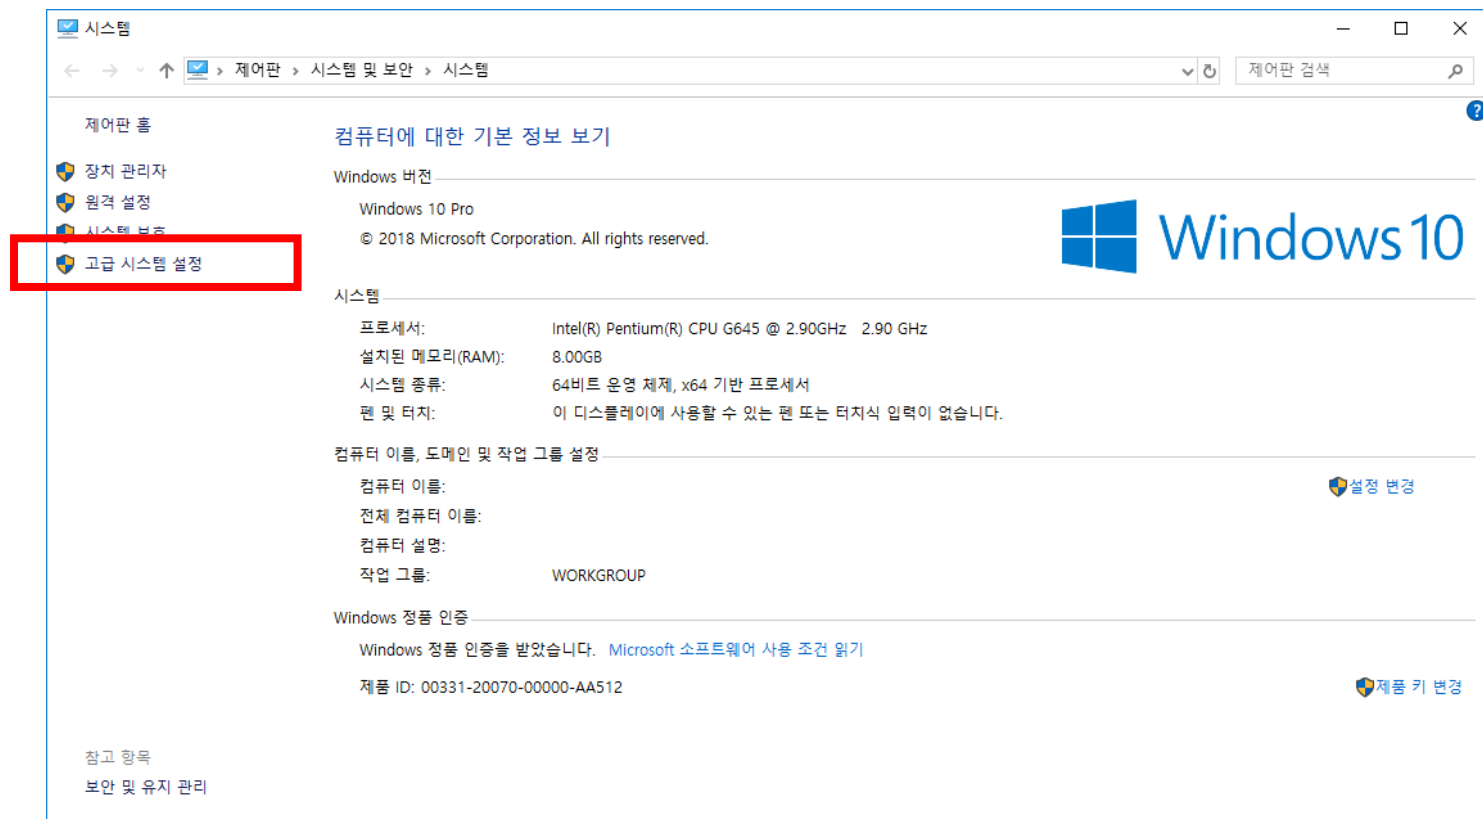 시스템
제어판 › 시스템 및 보안 › 시스템
제어판 검색
제어판 홈
장치 관리자
원격 설정
시스템 보호
고급 시스템 설정
참고 항목
보안 및 유지 관리
컴퓨터에 대한 기본 정보 보기
Windows 버전
Windows 10 Pro
© 2018 Microsoft Corporation. All rights reserved.
Windows 10
시스템
프로세서: Intel(R) Pentium(R) CPU G645 @ 2.90GHz 2.90 GHz
설치된 메모리(RAM): 8.00GB
시스템 종류: 64비트 운영 체제, x64 기반 프로세서
펜 및 터치: 이 디스플레이에 사용할 수 있는 펜 또는 터치식 입력이 없습니다.
컴퓨터 이름, 도메인 및 작업 그룹 설정
컴퓨터 이름: 설정 변경
전체 컴퓨터 이름:
컴퓨터 설명:
작업 그룹: WORKGROUP
Windows 정품 인증
Windows 정품 인증을 받았습니다. Microsoft 소프트웨어 사용 조건 읽기
제품 ID: 00331-20070-00000-AA512 제품 키 변경